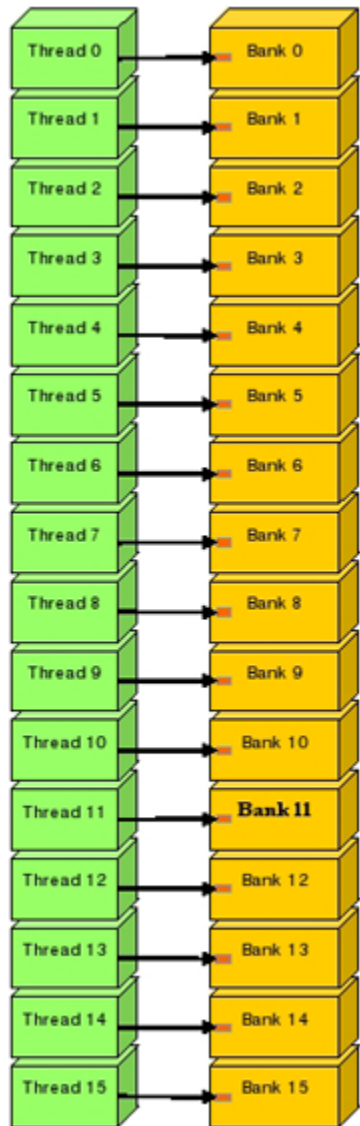 Thread 0 Bank 0
Thread 1 Bank 1
Thread 2 Bank 2
Thread 3 Bank 3
Thread 4 Bank 4
Thread 5 Bank 5
Thread 6 Bank 6
Thread 7 Bank 7
Thread 8 Bank 8
Thread 9 Bank 9
Thread 10 Bank 10
Thread 11 Bank 11
Thread 12 Bank 12
Thread 13 Bank 13
Thread 14 Bank 14
Thread 15 Bank 15